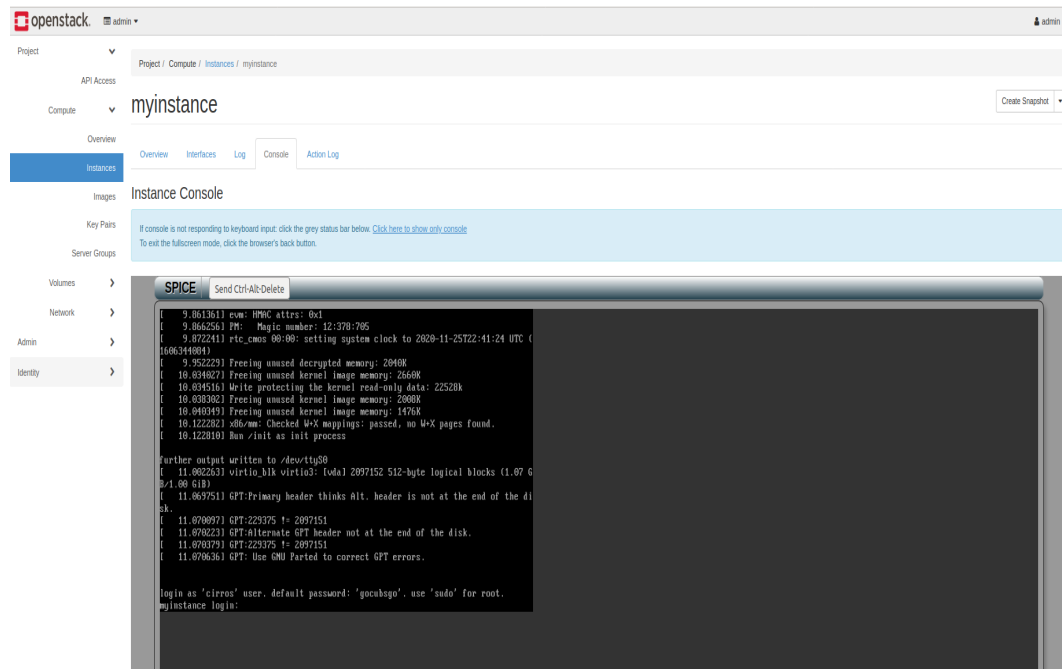 openstack. admin
admin
Project
API Access
Compute
Overview
Instances
Images
Key Pairs
Server Groups
Volumes
Network
Admin
Identity
Project / Compute / Instances / myinstance
myinstance
Create Snapshot
Overview Interfaces Log Console Action Log
Instance Console
If console is not responding to keyboard input: click the grey status bar below. Click here to show only console
To exit the fullscreen mode, click the browser's back button.
SPICE Send Ctrl-Alt-Delete
[ 9.861361] evm: HMAC attrs: 0x1
[ 9.866256] PM: Magic number: 12:378:705
[ 9.872241] rtc_cmos 00:00: setting system clock to 2020-11-25T22:41:24 UTC (
1606344084)
[ 9.952229] Freeing unused decrypted memory: 2040K
[ 10.034027] Freeing unused kernel image memory: 2660K
[ 10.034516] Write protecting the kernel read-only data: 22528k
[ 10.038302] Freeing unused kernel image memory: 2008K
[ 10.040349] Freeing unused kernel image memory: 1476K
[ 10.122282] x86/mm: Checked W+X mappings: passed, no W+X pages found.
[ 10.122810] Run /init as init process
further output written to /dev/ttyS0
[ 11.002263] virtio_blk virtio3: [vda] 2097152 512-byte logical blocks (1.07 G
B/1.00 GiB)
[ 11.069751] GPT:Primary header thinks Alt. header is not at the end of the di
sk.
[ 11.070097] GPT:229375 != 2097151
[ 11.070223] GPT:Alternate GPT header not at the end of the disk.
[ 11.070379] GPT:229375 != 2097151
[ 11.070636] GPT: Use GNU Parted to correct GPT errors.
login as 'cirros' user. default password: 'gocubsgo'. use 'sudo' for root.
myinstance login: